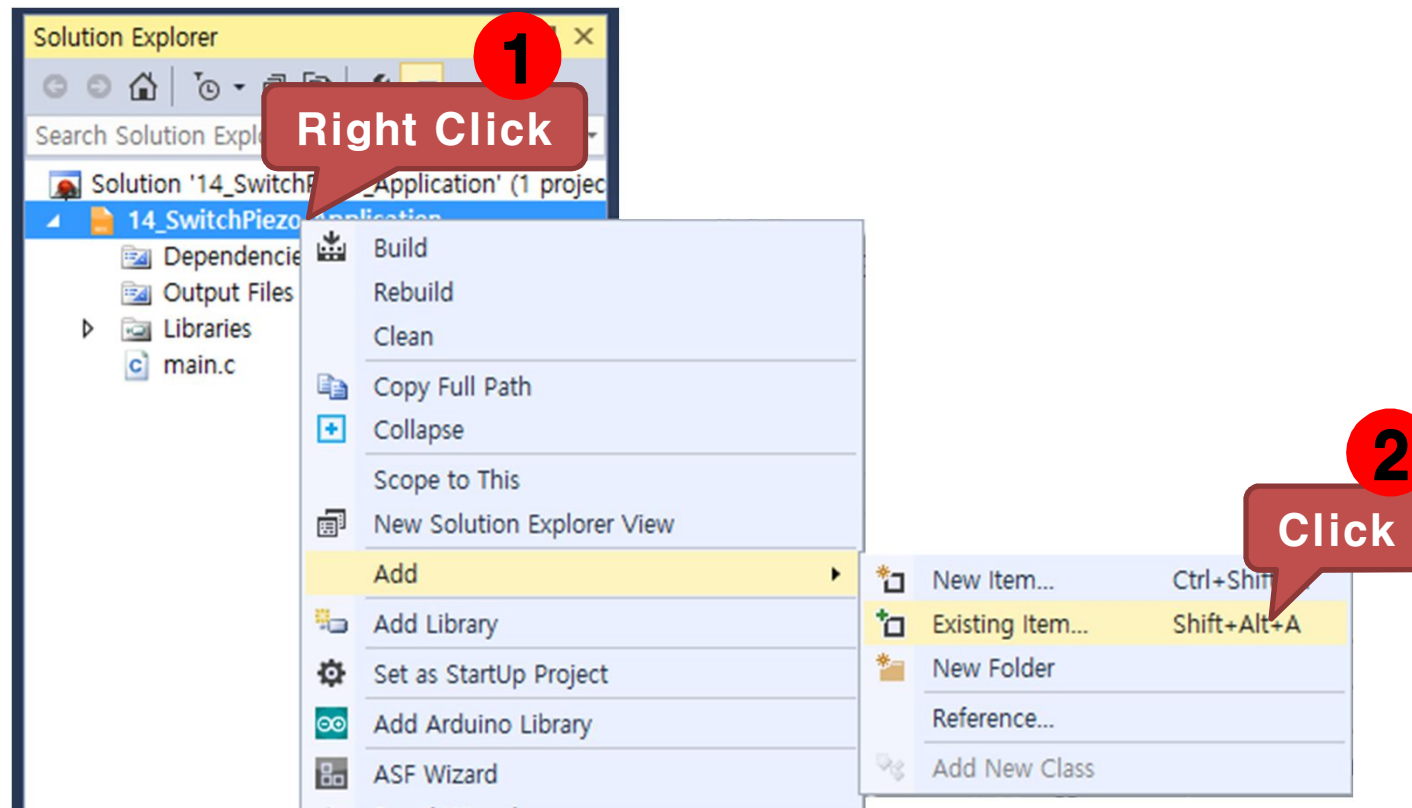 Solution Explorer
1
Right Click
Search Solution Expl
Solution '14_SwitchP _Application' (1 projec
14_SwitchPiezo
Dependencie
Output Files
Libraries
main.c
Build
Rebuild
Clean
Copy Full Path
Collapse
Scope to This
New Solution Explorer View
Add
Add Library
Set as StartUp Project
Add Arduino Library
ASF Wizard
2
Click
New Item... Ctrl+Shif
Existing Item... Shift+Alt+A
New Folder
Reference...
Add New Class